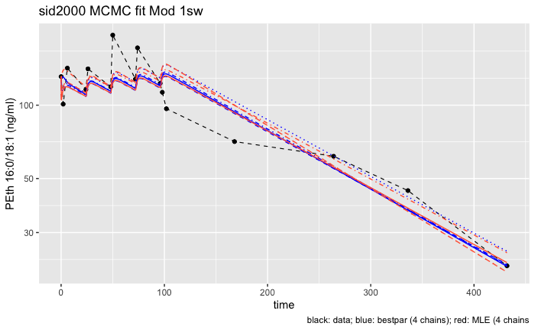 sid2000 MCMC fit Mod 1sw
PEth 16:0/18:1 (ng/ml)
100
50
30
0
100
200
300
400
time
black: data; blue: bestpar (4 chains); red: MLE (4 chains